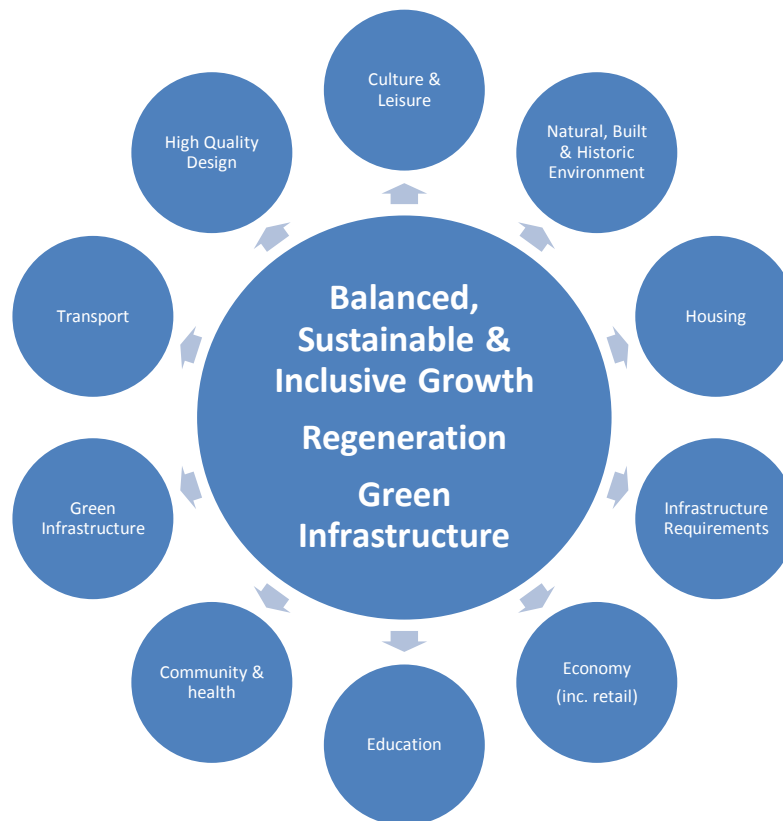 Culture &
Leisure
Natural, Built
& Historic
Environment
Housing
Infrastructure
Requirements
Economy
(inc. retail)
Education
Community &
health
Green
Infrastructure
Transport
High Quality
Design
Balanced,
Sustainable &
Inclusive Growth
Regeneration
Green
Infrastructure